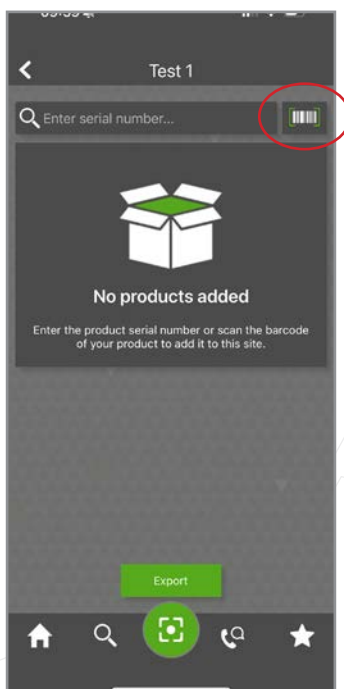 Test 1
Enter serial number...
No products added
Enter the product serial number or scan the barcode
of your product to add it to this site.
Export